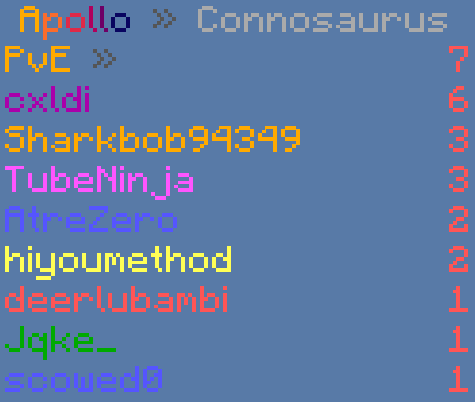 Apollo » Connosaurus
PvE » 7
cxldi 6
Sharkbob94349 3
TubeNinja 3
AtreZero 2
hiyoumethod 2
deerlubambi 1
Jqke_ 1
scowed0 1